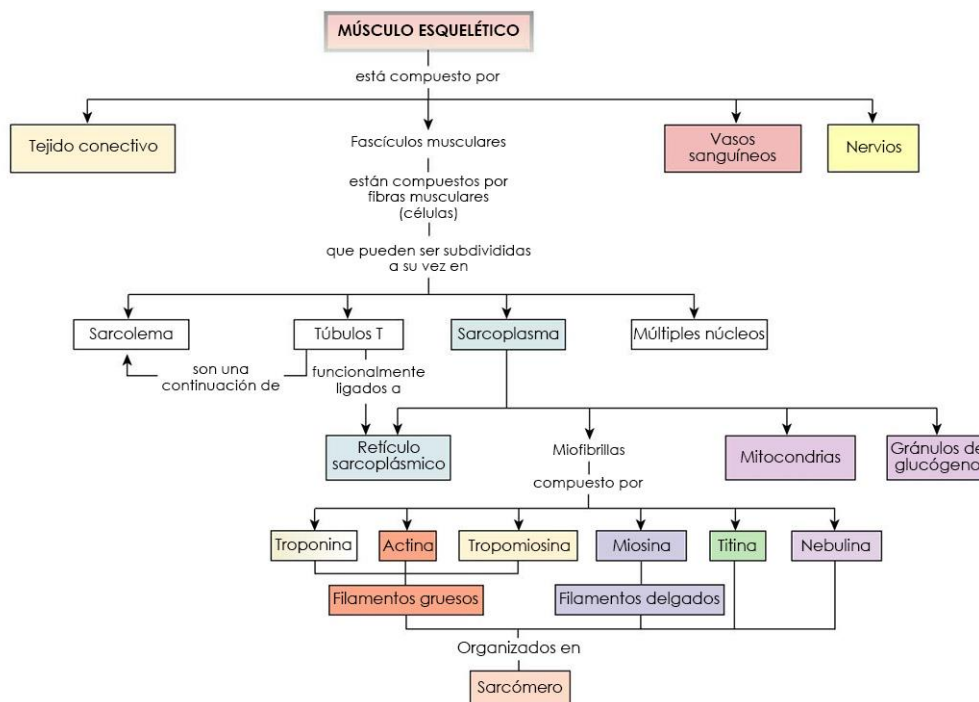 MÚSCULO ESQUELÉTICO
está compuesto por
Tejido conectivo
Fascículos musculares
Vasos
sanguíneos
Nervios
están compuestos por
fibras musculares
(células)
que pueden ser subdivididas
a su vez en
Sarcolema
Túbulos T
Sarcoplasma
Múltiples núcleos
son una
continuación de
funcionalmente
ligados a
Retículo
sarcoplásmico
Miofibrillas
Mitocondrias
Gránulos de
glucógeno
compuesto por
Troponina
Actina
Tropomiosina
Miosina
Titina
Nebulina
Filamentos gruesos
Filamentos delgados
Organizados en
Sarcómero